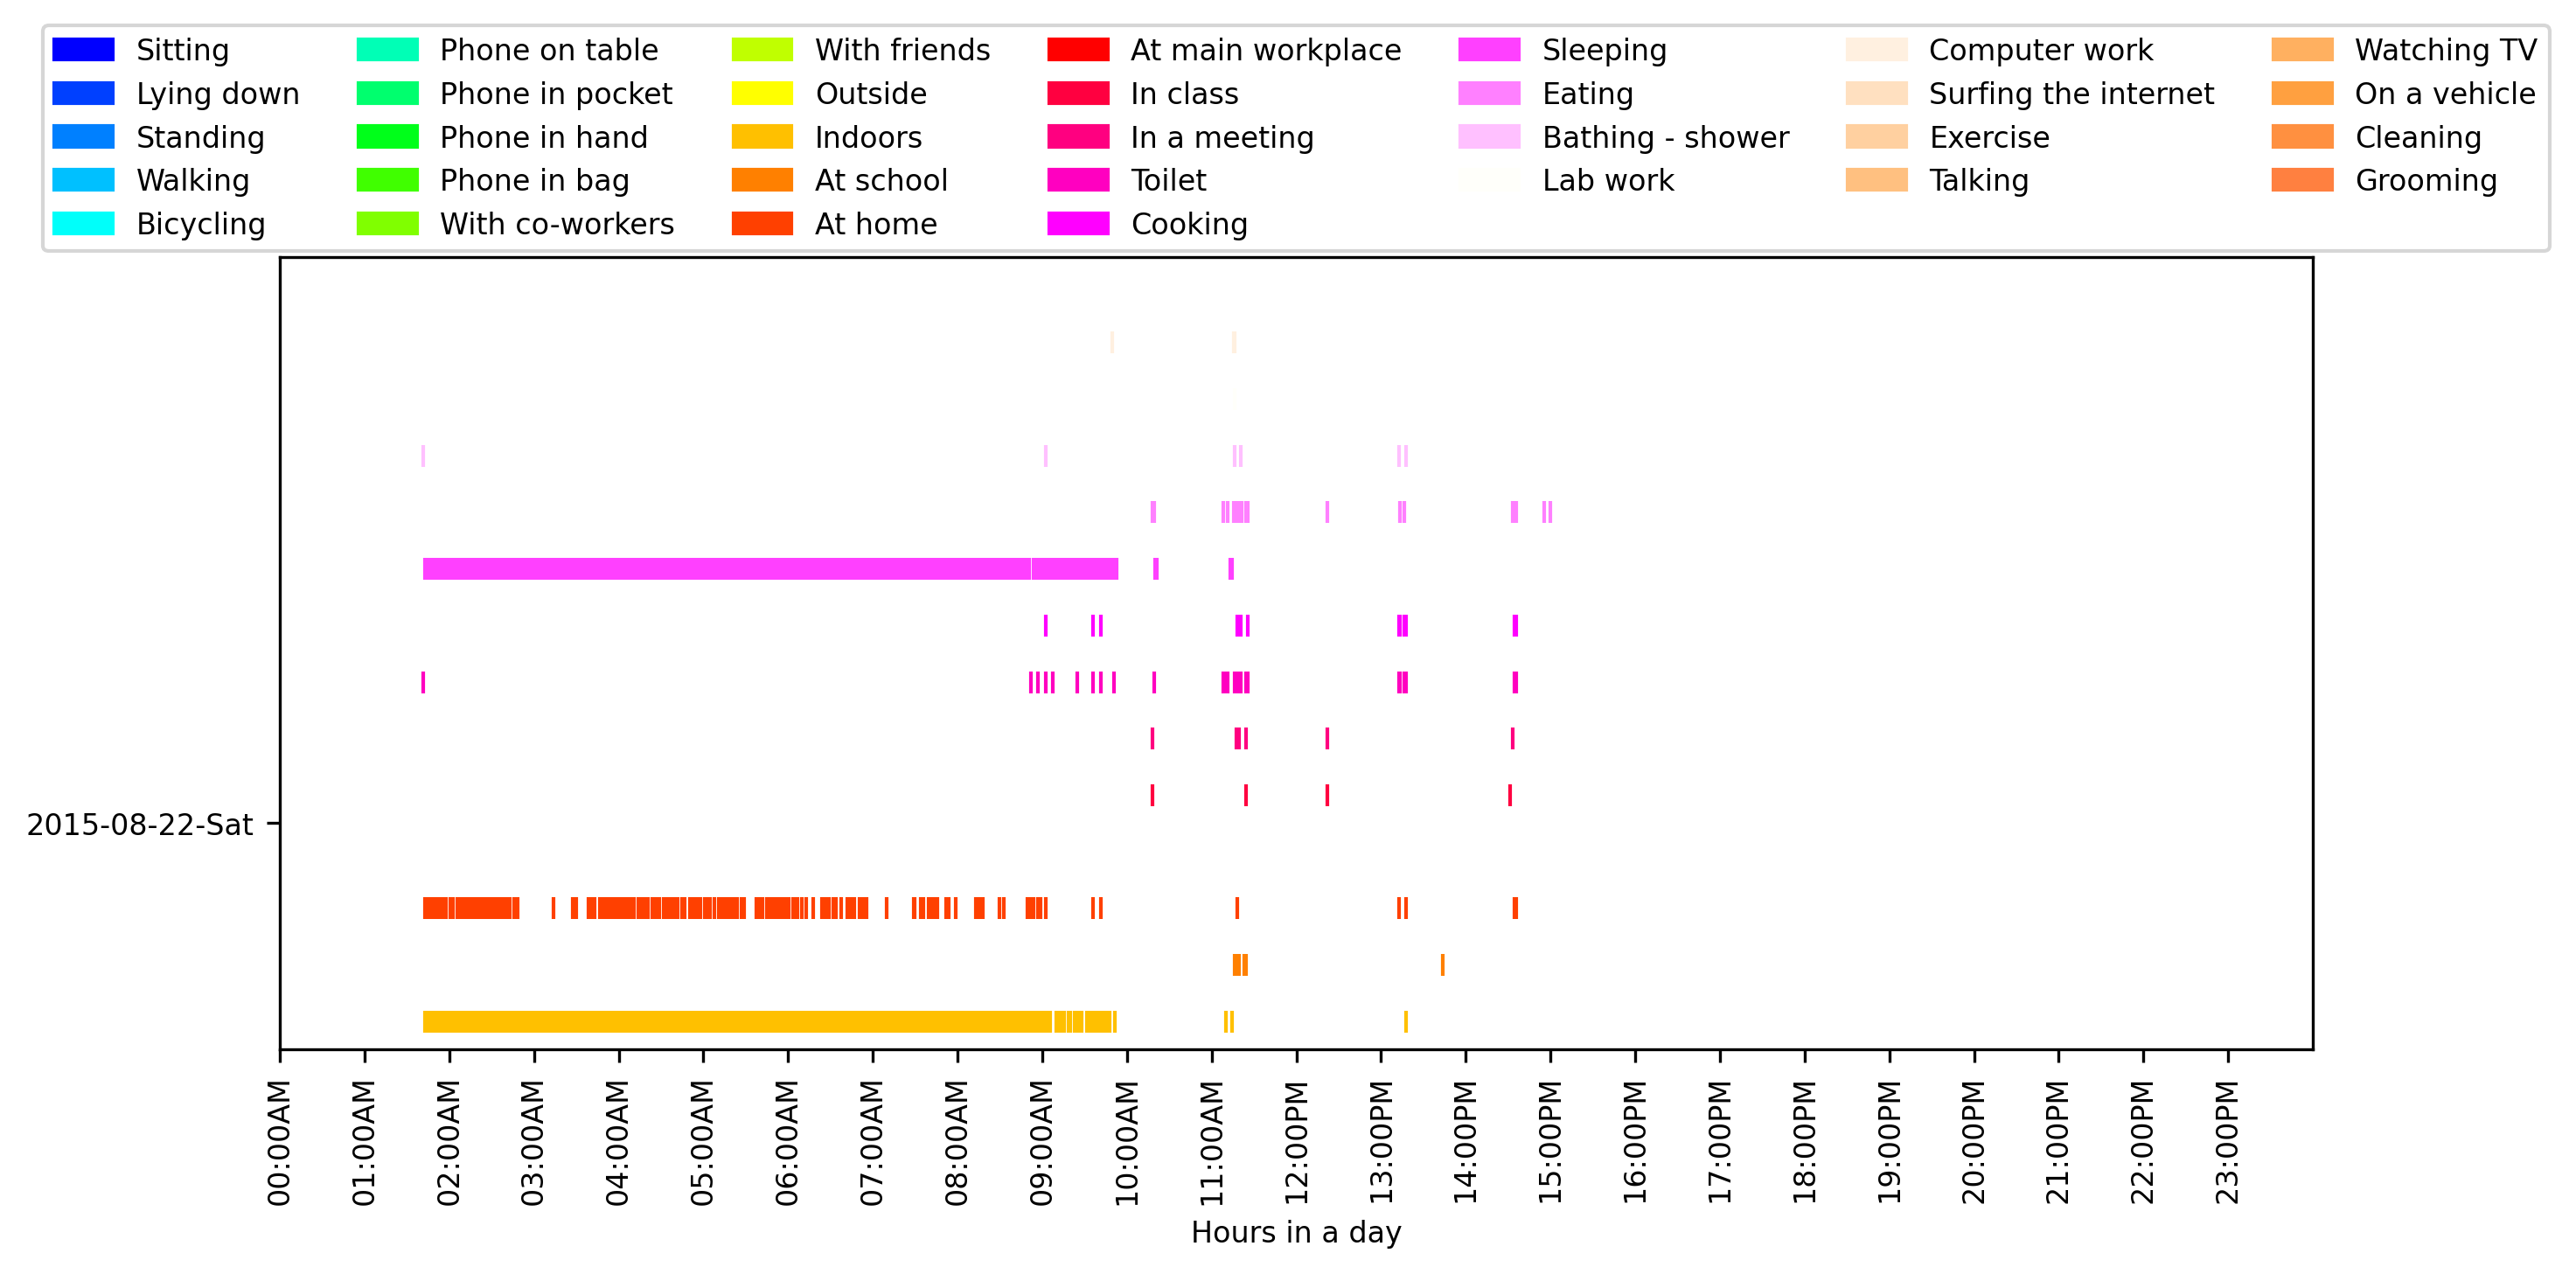 Sitting
Lying down
Standing
Walking
Bicycling
Phone on table
Phone in pocket
Phone in hand
Phone in bag
With co-workers
With friends
Outside
Indoors
At school
At home
At main workplace
In class
In a meeting
Toilet
Cooking
Sleeping
Eating
Bathing - shower
Lab work
Computer work
Surfing the internet
Exercise
Talking
Watching TV
On a vehicle
Cleaning
Grooming
2015-08-22-Sat
00:00AM
01:00AM
02:00AM
03:00AM
04:00AM
05:00AM
06:00AM
07:00AM
08:00AM
09:00AM
10:00AM
11:00AM
12:00PM
13:00PM
14:00PM
15:00PM
16:00PM
17:00PM
18:00PM
19:00PM
20:00PM
21:00PM
22:00PM
23:00PM
Hours in a day